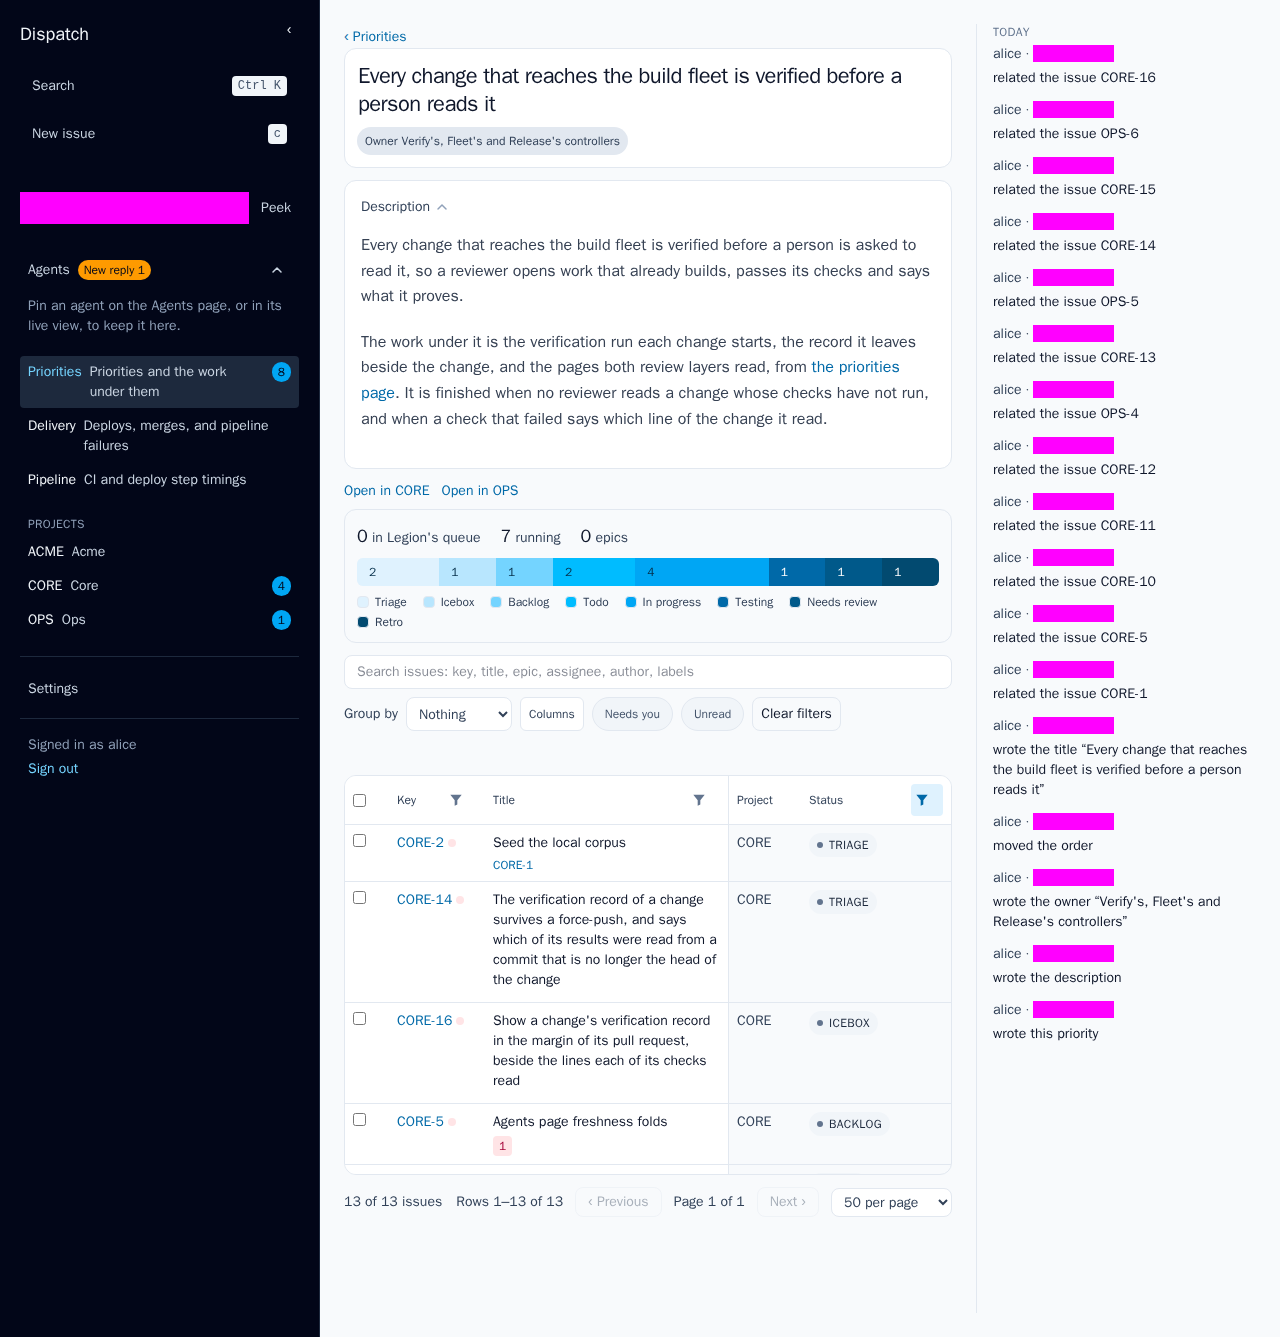 Dispatch
‹
Search
Ctrl K
New issue
C
Peek
Agents
New reply 1
Pin an agent on the Agents page, or in its
live view, to keep it here.
Priorities
Priorities and the work
under them
8
Delivery
Deploys, merges, and pipeline
failures
Pipeline
CI and deploy step timings
PROJECTS
ACME Acme
CORE Core
4
OPS Ops
1
Settings
Signed in as alice
Sign out
‹ Priorities
Every change that reaches the build fleet is verified before a
person reads it
Owner Verify's, Fleet's and Release's controllers
Description
Every change that reaches the build fleet is verified before a person is asked to
read it, so a reviewer opens work that already builds, passes its checks and says
what it proves.
The work under it is the verification run each change starts, the record it leaves
beside the change, and the pages both review layers read, from the priorities
page. It is finished when no reviewer reads a change whose checks have not run,
and when a check that failed says which line of the change it read.
Open in CORE Open in OPS
0 in Legion's queue 7 running 0 epics
2 1 1 2 4 1 1 1
Triage Icebox Backlog Todo In progress Testing Needs review
Retro
Search issues: key, title, epic, assignee, author, labels
Group by Nothing Columns Needs you Unread Clear filters
Key Title Project Status
CORE-2 Seed the local corpus CORE TRIAGE
CORE-1
CORE-14 The verification record of a change CORE TRIAGE
survives a force-push, and says
which of its results were read from a
commit that is no longer the head of
the change
CORE-16 Show a change's verification record CORE ICEBOX
in the margin of its pull request,
beside the lines each of its checks
read
CORE-5 Agents page freshness folds CORE BACKLOG
1
13 of 13 issues Rows 1–13 of 13 ‹ Previous Page 1 of 1 Next › 50 per page
TODAY
alice ·
related the issue CORE-16
alice ·
related the issue OPS-6
alice ·
related the issue CORE-15
alice ·
related the issue CORE-14
alice ·
related the issue OPS-5
alice ·
related the issue CORE-13
alice ·
related the issue OPS-4
alice ·
related the issue CORE-12
alice ·
related the issue CORE-11
alice ·
related the issue CORE-10
alice ·
related the issue CORE-5
alice ·
related the issue CORE-1
alice ·
wrote the title “Every change that reaches
the build fleet is verified before a person
reads it”
alice ·
moved the order
alice ·
wrote the owner “Verify's, Fleet's and
Release's controllers”
alice ·
wrote the description
alice ·
wrote this priority